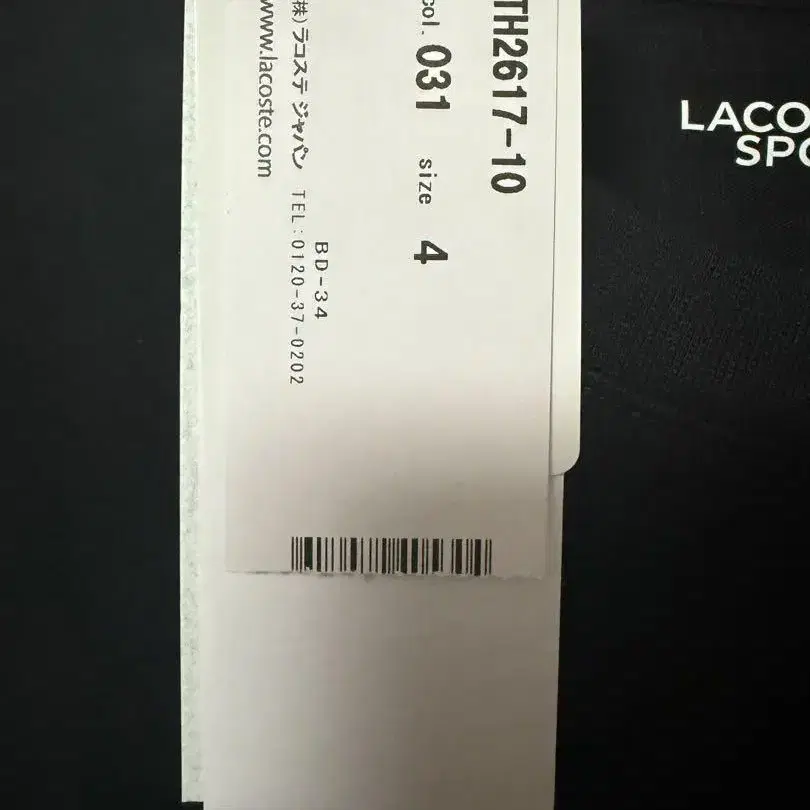 TH2617-10
col. 031 size 4
BD-34
株) ラコステ ジャパン TEL:0120-37-0202
www.lacoste.com
LACO
SPO